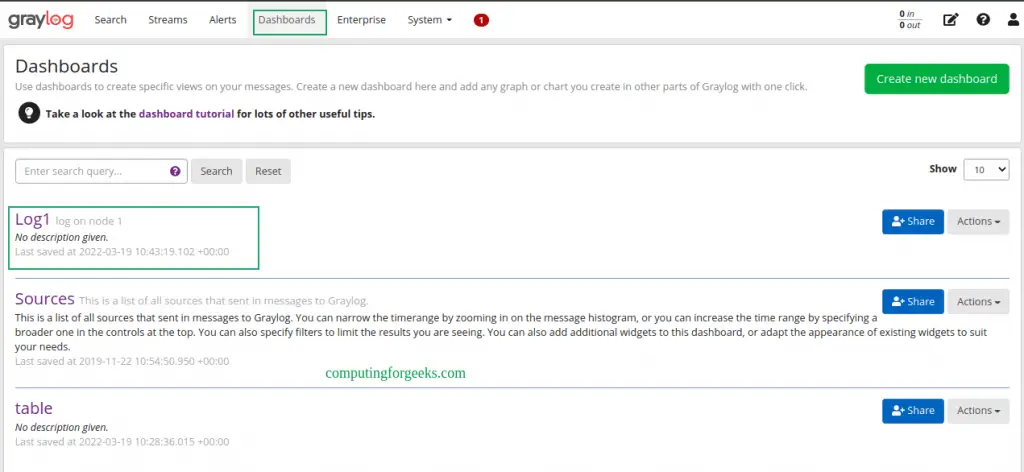 graylog Search Streams Alerts Dashboards Enterprise System 1 0 in
0 out
Dashboards
Use dashboards to create specific views on your messages. Create a new dashboard here and add any graph or chart you create in other parts of Graylog with one click.
Create new dashboard
Take a look at the dashboard tutorial for lots of other useful tips.
Enter search query... ? Search Reset Show 10
Log1 log on node 1 Share Actions
No description given.
Last saved at 2022-03-19 10:43:19.102 +00:00
Sources This is a list of all sources that sent in messages to Graylog. Share Actions
This is a list of all sources that sent in messages to Graylog. You can narrow the timerange by zooming in on the message histogram, or you can increase the time range by specifying a
broader one in the controls at the top. You can also specify filters to limit the results you are seeing. You can also add additional widgets to this dashboard, or adapt the appearance of existing widgets to suit
your needs.
Last saved at 2019-11-22 10:54:50.950 +00:00
computingforgeeks.com
table Share Actions
No description given.
Last saved at 2022-03-19 10:28:36.015 +00:00